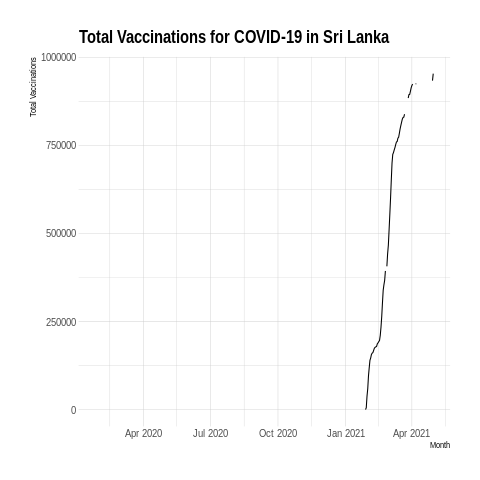 Total Vaccinations for COVID-19 in Sri Lanka
Total Vaccinations
1000000
750000
500000
250000
0
Apr 2020 Jul 2020 Oct 2020 Jan 2021 Apr 2021
Month